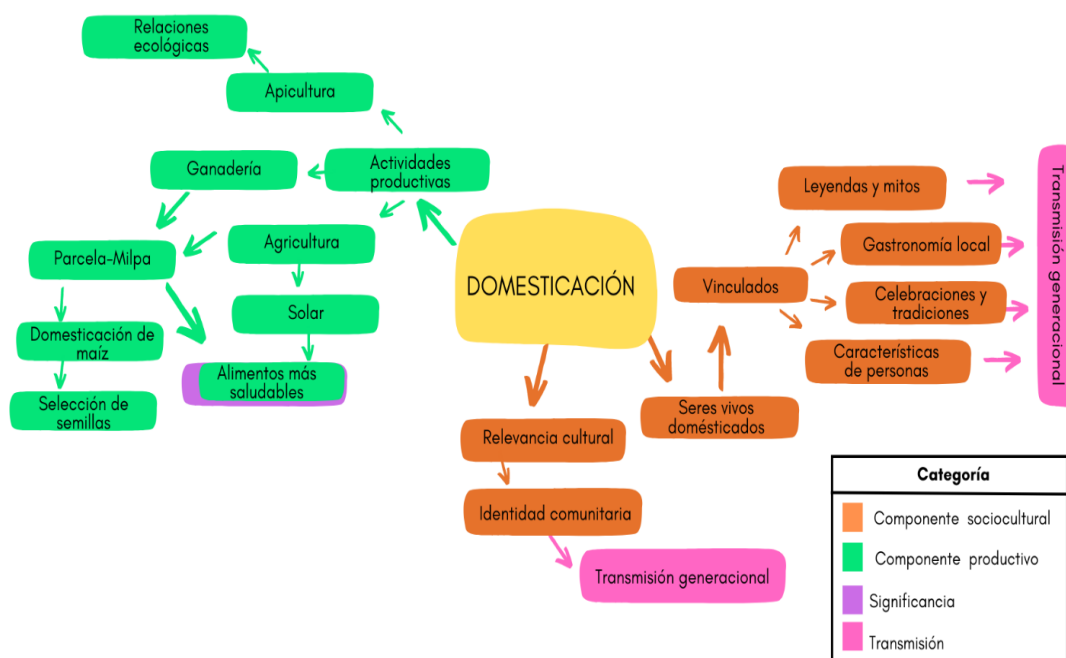 Relaciones
ecológicas
Apicultura
Actividades
productivas
Ganadería
Agricultura
Parcela-Milpa
Solar
Domesticación de
maíz
Alimentos más
saludables
Selección de
semillas
DOMESTICACIÓN
Relevancia cultural
Identidad comunitaria
Transmisión generacional
Seres vivos
domésticados
Vinculados
Leyendas y mitos
Gastronomía local
Celebraciones y
tradiciones
Características
de personas
Transmisión generacional
Categoría
Componente sociocultural
Componente productivo
Significancia
Transmisión